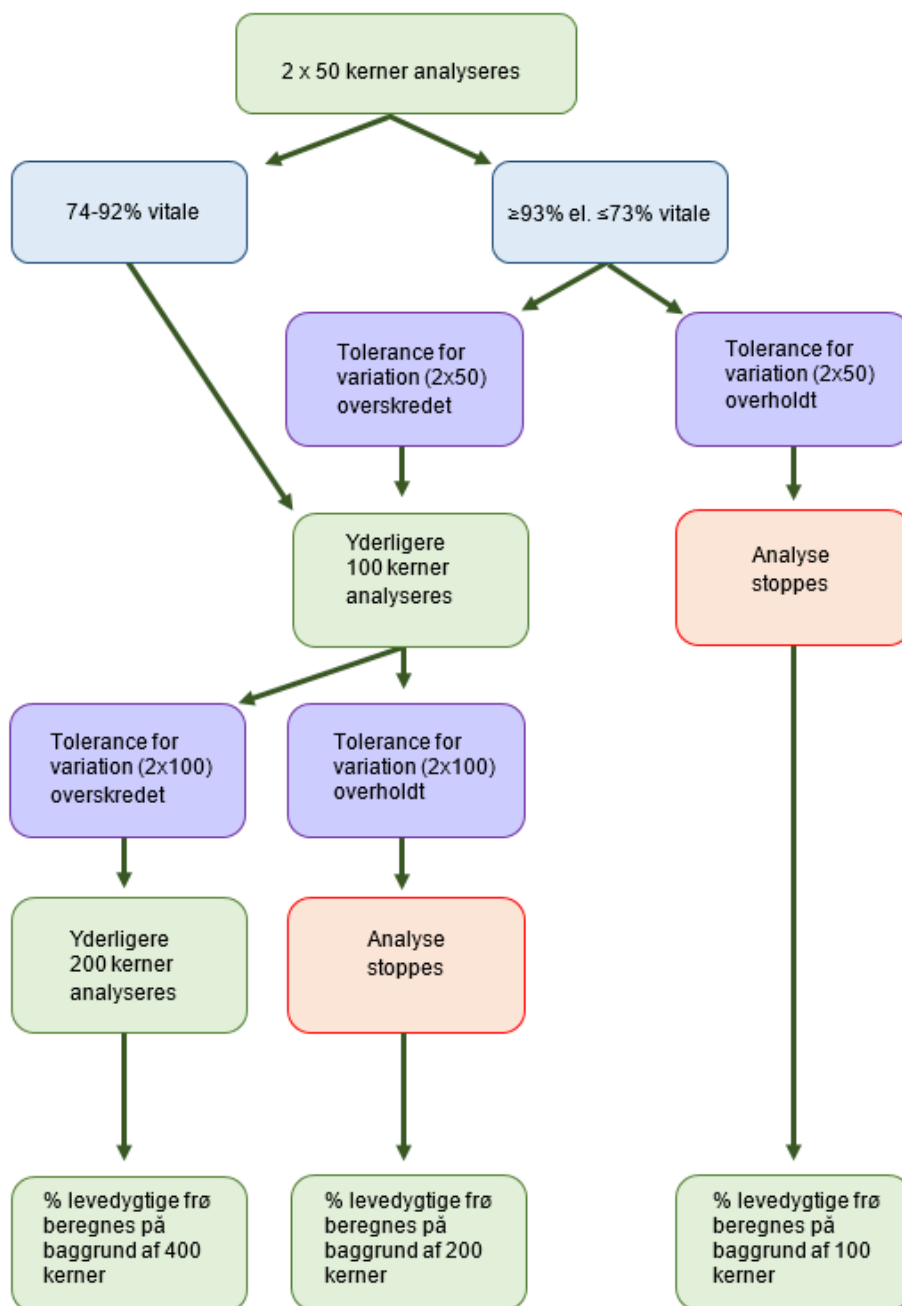 2 x 50 kerner analyseres
74-92% vitale
≥93% el. ≤73% vitale
Tolerance for
variation (2x50)
overskredet
Tolerance for
variation (2x50)
overholdt
Yderligere
100 kerner
analyseres
Analyse
stoppes
Tolerance for
variation (2x100)
overskredet
Tolerance for
variation (2x100)
overholdt
Yderligere
200 kerner
analyseres
Analyse
stoppes
% levedygtige frø
beregnes på
baggrund af 400
kerner
% levedygtige frø
beregnes på
baggrund af 200
kerner
% levedygtige frø
beregnes på
baggrund af 100
kerner